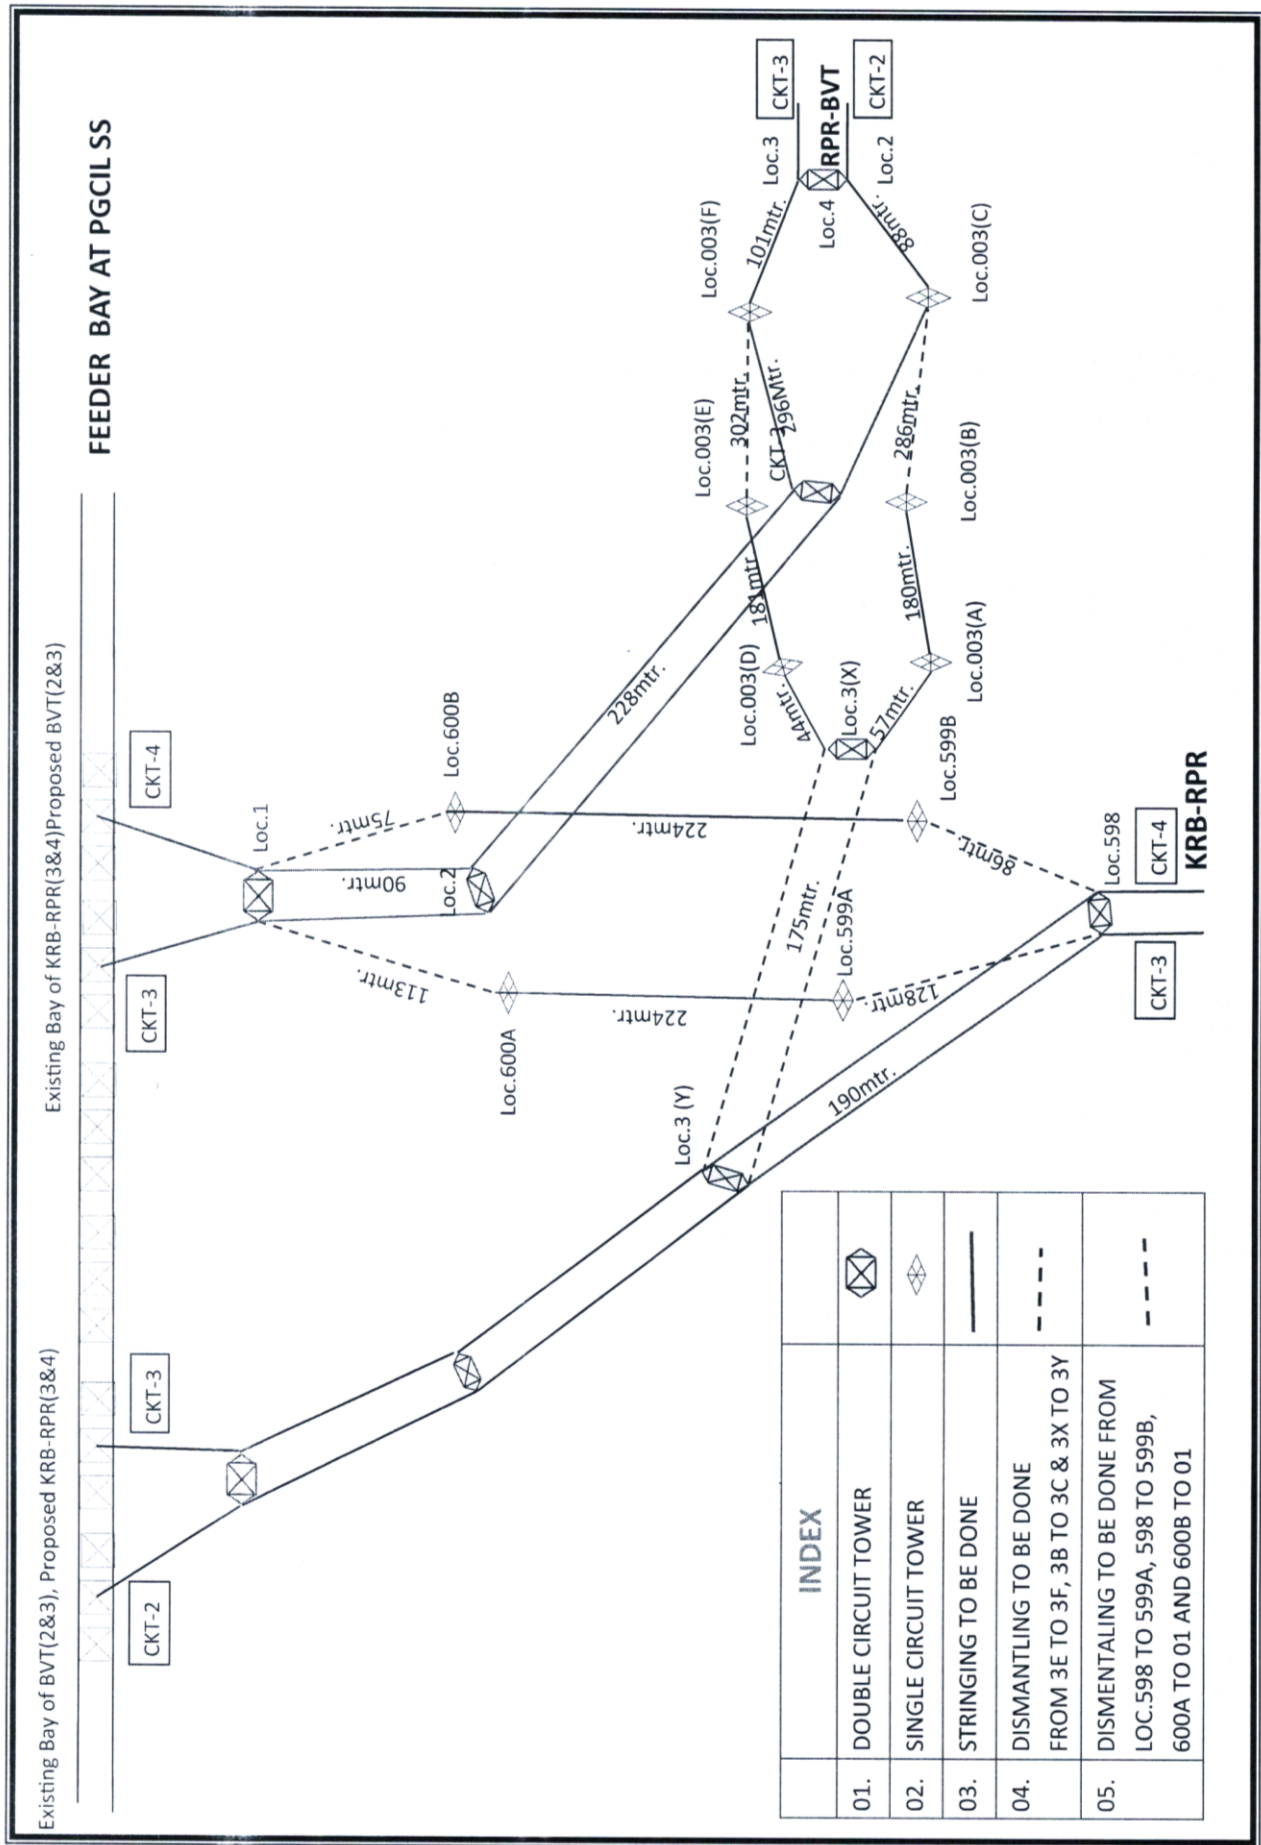 FEEDER BAY AT PGCIL SS
Existing Bay of BVT(2&3), Proposed KRB-RPR(3&4)
Existing Bay of KRB-RPR(3&4)Proposed BVT(2&3)
CKT-2
CKT-3
CKT-3
CKT-4
Loc.1
113mtr.
90mtr.
75mtr.
Loc.600A
Loc.2
Loc.600B
228mtr.
224mtr.
224mtr.
Loc.3 (Y)
175mtr.
Loc.599A
Loc.599B
128mtr.
86mtr.
190mtr.
Loc.598
CKT-3
CKT-4
KRB-RPR
Loc.003(D)
44mtr.
Loc.3(X)
57mtr.
Loc.003(A)
181mtr.
180mtr.
Loc.003(E)
Loc.003(B)
302mtr.
296Mtr.
286mtr.
Loc.003(F)
Loc.003(C)
101mtr.
88mtr.
Loc.3
Loc.4
Loc.2
CKT-3
RPR-BVT
CKT-2
INDEX
01. DOUBLE CIRCUIT TOWER
02. SINGLE CIRCUIT TOWER
03. STRINGING TO BE DONE
04. DISMANTLING TO BE DONE
FROM 3E TO 3F, 3B TO 3C & 3X TO 3Y
05. DISMENTALING TO BE DONE FROM
LOC.598 TO 599A, 598 TO 599B,
600A TO 01 AND 600B TO 01